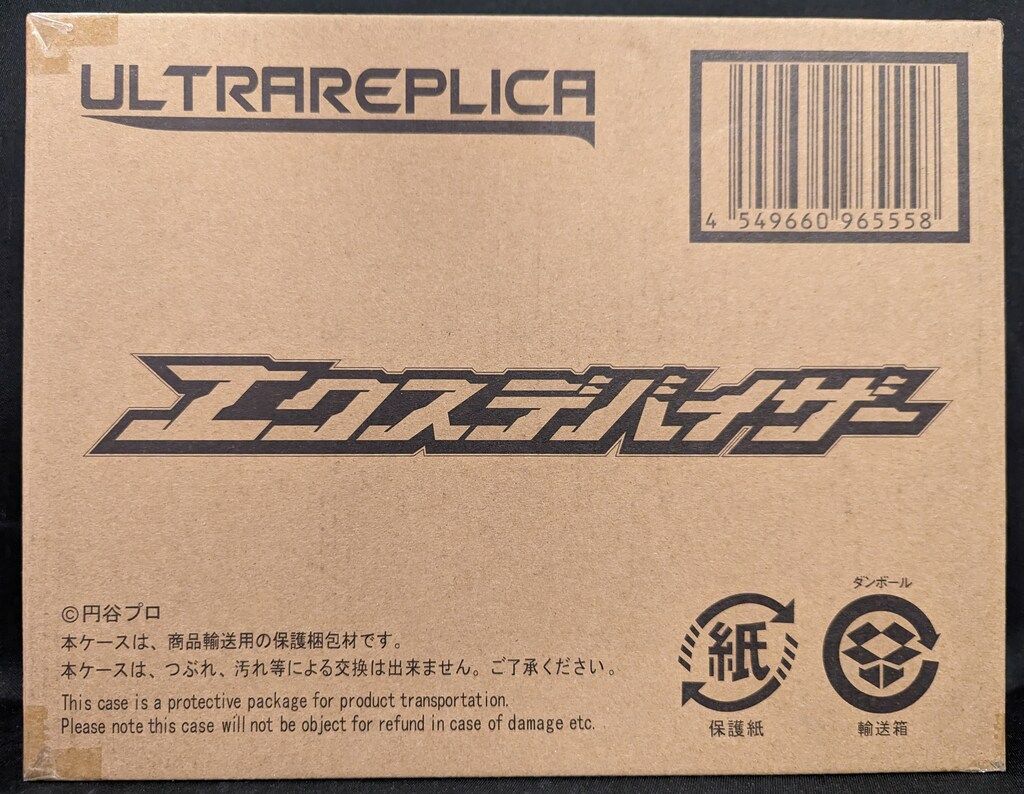 ULTRAREPLICA
4 549660 965558
エクスデバイザー
©円谷プロ
本ケースは、商品輸送用の保護梱包材です。
本ケースは、つぶれ、汚れ等による交換は出来ません。ご了承ください。
This case is a protective package for product transportation.
Please note this case will not be object for refund in case of damage etc.
紙
保護紙
ダンボール
輸送箱